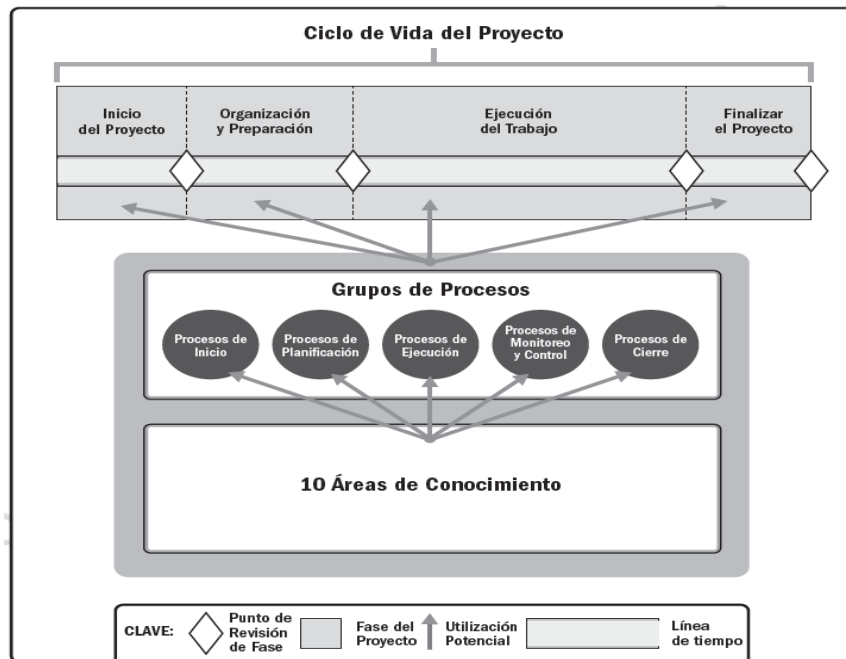 Ciclo de Vida del Proyecto
Inicio
del Proyecto
Organización
y Preparación
Ejecución
del Trabajo
Finalizar
el Proyecto
Grupos de Procesos
Procesos de
Inicio
Procesos de
Planificación
Procesos de
Ejecución
Procesos de
Monitoreo
y Control
Procesos de
Cierre
10 Áreas de Conocimiento
CLAVE:
Punto de
Revisión
de Fase
Fase del
Proyecto
Utilización
Potencial
Línea
de tiempo